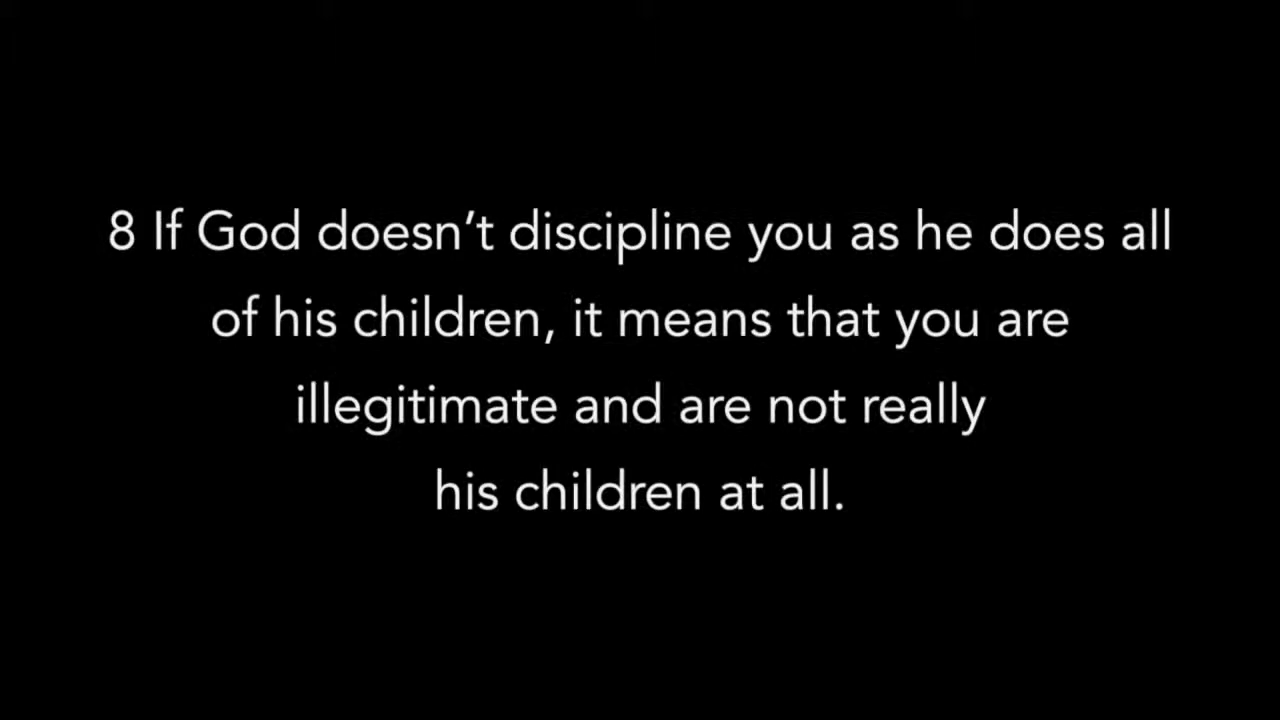 8 If God doesn’t discipline you as he does all
of his children, it means that you are
illegitimate and are not really
his children at all.